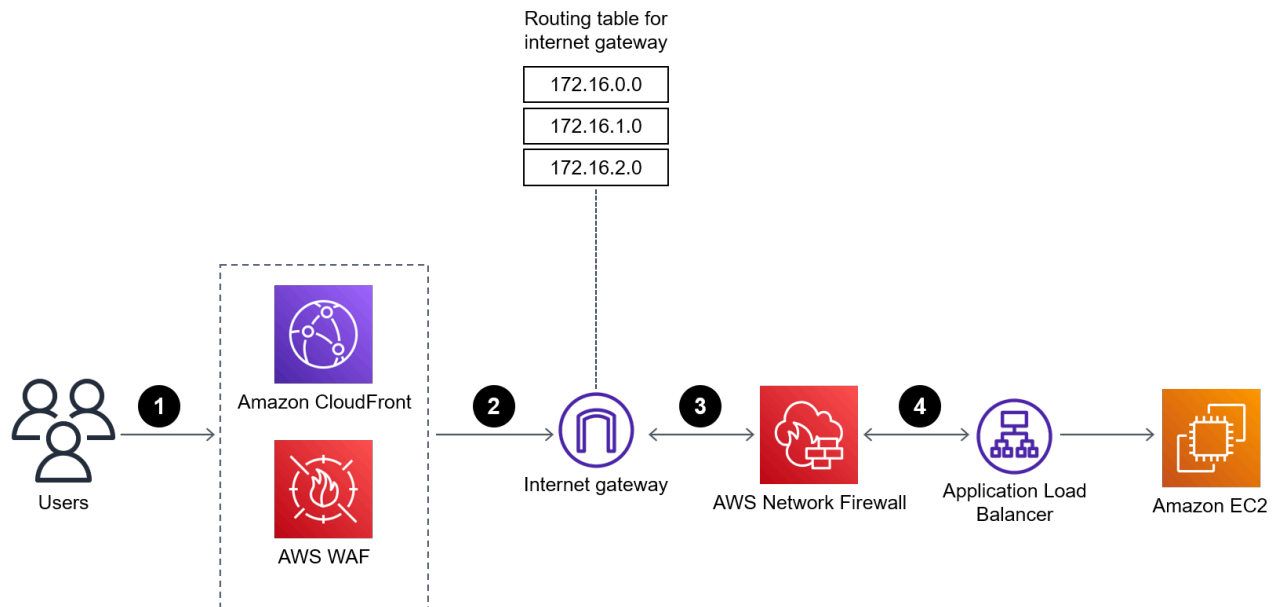 Routing table for
internet gateway
172.16.0.0
172.16.1.0
172.16.2.0
1
2
3
4
Users
Amazon CloudFront
AWS WAF
Internet gateway
AWS Network Firewall
Application Load
Balancer
Amazon EC2